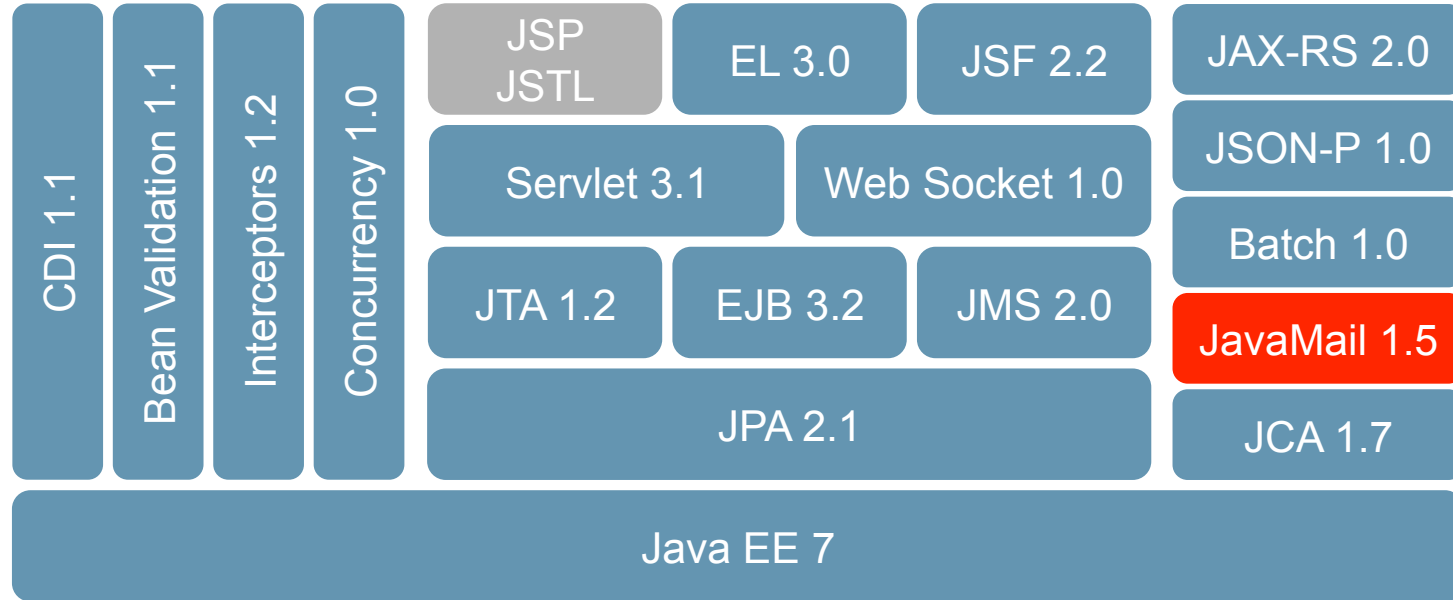 CDI 1.1
Bean Validation 1.1
Interceptors 1.2
Concurrency 1.0
JSP
JSTL
EL 3.0
JSF 2.2
Servlet 3.1
Web Socket 1.0
JTA 1.2
EJB 3.2
JMS 2.0
JPA 2.1
JAX-RS 2.0
JSON-P 1.0
Batch 1.0
JavaMail 1.5
JCA 1.7
Java EE 7